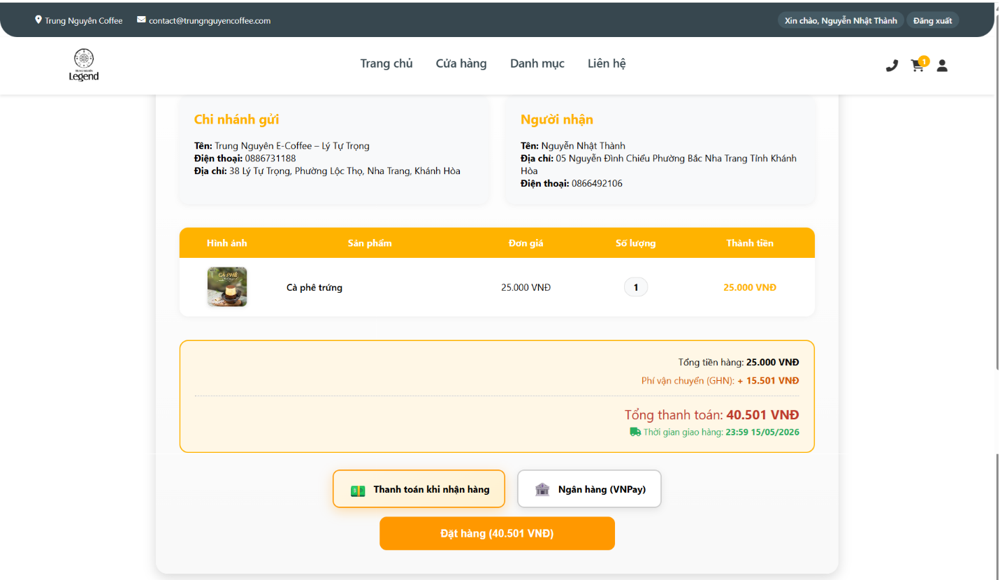 Trung Nguyên Coffee contact@trungnguyencoffee.com Xin chào, Nguyễn Nhật Thành Đăng xuất
TRUNG NGUYÊN
Legend
Trang chủ Cửa hàng Danh mục Liên hệ
1
Chi nhánh gửi
Tên: Trung Nguyên E-Coffee – Lý Tự Trọng
Điện thoại: 0886731188
Địa chỉ: 38 Lý Tự Trọng, Phường Lộc Thọ, Nha Trang, Khánh Hòa
Người nhận
Tên: Nguyễn Nhật Thành
Địa chỉ: 05 Nguyễn Đình Chiểu Phường Bắc Nha Trang Tỉnh Khánh
Hòa
Điện thoại: 0866492106
Hình ảnh Sản phẩm Đơn giá Số lượng Thành tiền
CÀ PHÊ
Cà phê trứng 25.000 VNĐ 1 25.000 VNĐ
Tổng tiền hàng: 25.000 VNĐ
Phí vận chuyển (GHN): + 15.501 VNĐ
Tổng thanh toán: 40.501 VNĐ
Thời gian giao hàng: 23:59 15/05/2026
Thanh toán khi nhận hàng Ngân hàng (VNPay)
Đặt hàng (40.501 VNĐ)